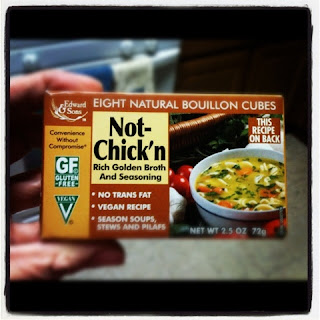 Edward
& Sons
EIGHT NATURAL BOUILLON CUBES
Convenience
Without
Compromise®
GF
GLUTEN
FREE
VEGAN
Not-
Chick'n
Rich Golden Broth
And Seasoning
• NO TRANS FAT
• VEGAN RECIPE
• SEASON SOUPS,
STEWS AND PILAFS
THIS
RECIPE
ON BACK
NET WT 2.5 OZ 72g